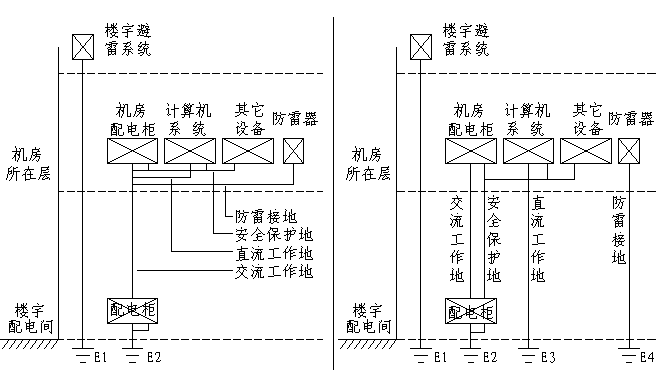 楼宇避
雷系统
机房
配电柜
计算机
系统
其它
设备
防雷器
机房
所在层
防雷接地
安全保护地
直流工作地
交流工作地
楼宇
配电间
配电柜
E1
E2
楼宇避
雷系统
机房
配电柜
计算机
系统
其它
设备
防雷器
机房
所在层
交流工作地
安全保护地
直流工作地
防雷接地
楼宇
配电间
配电柜
E1
E2
E3
E4